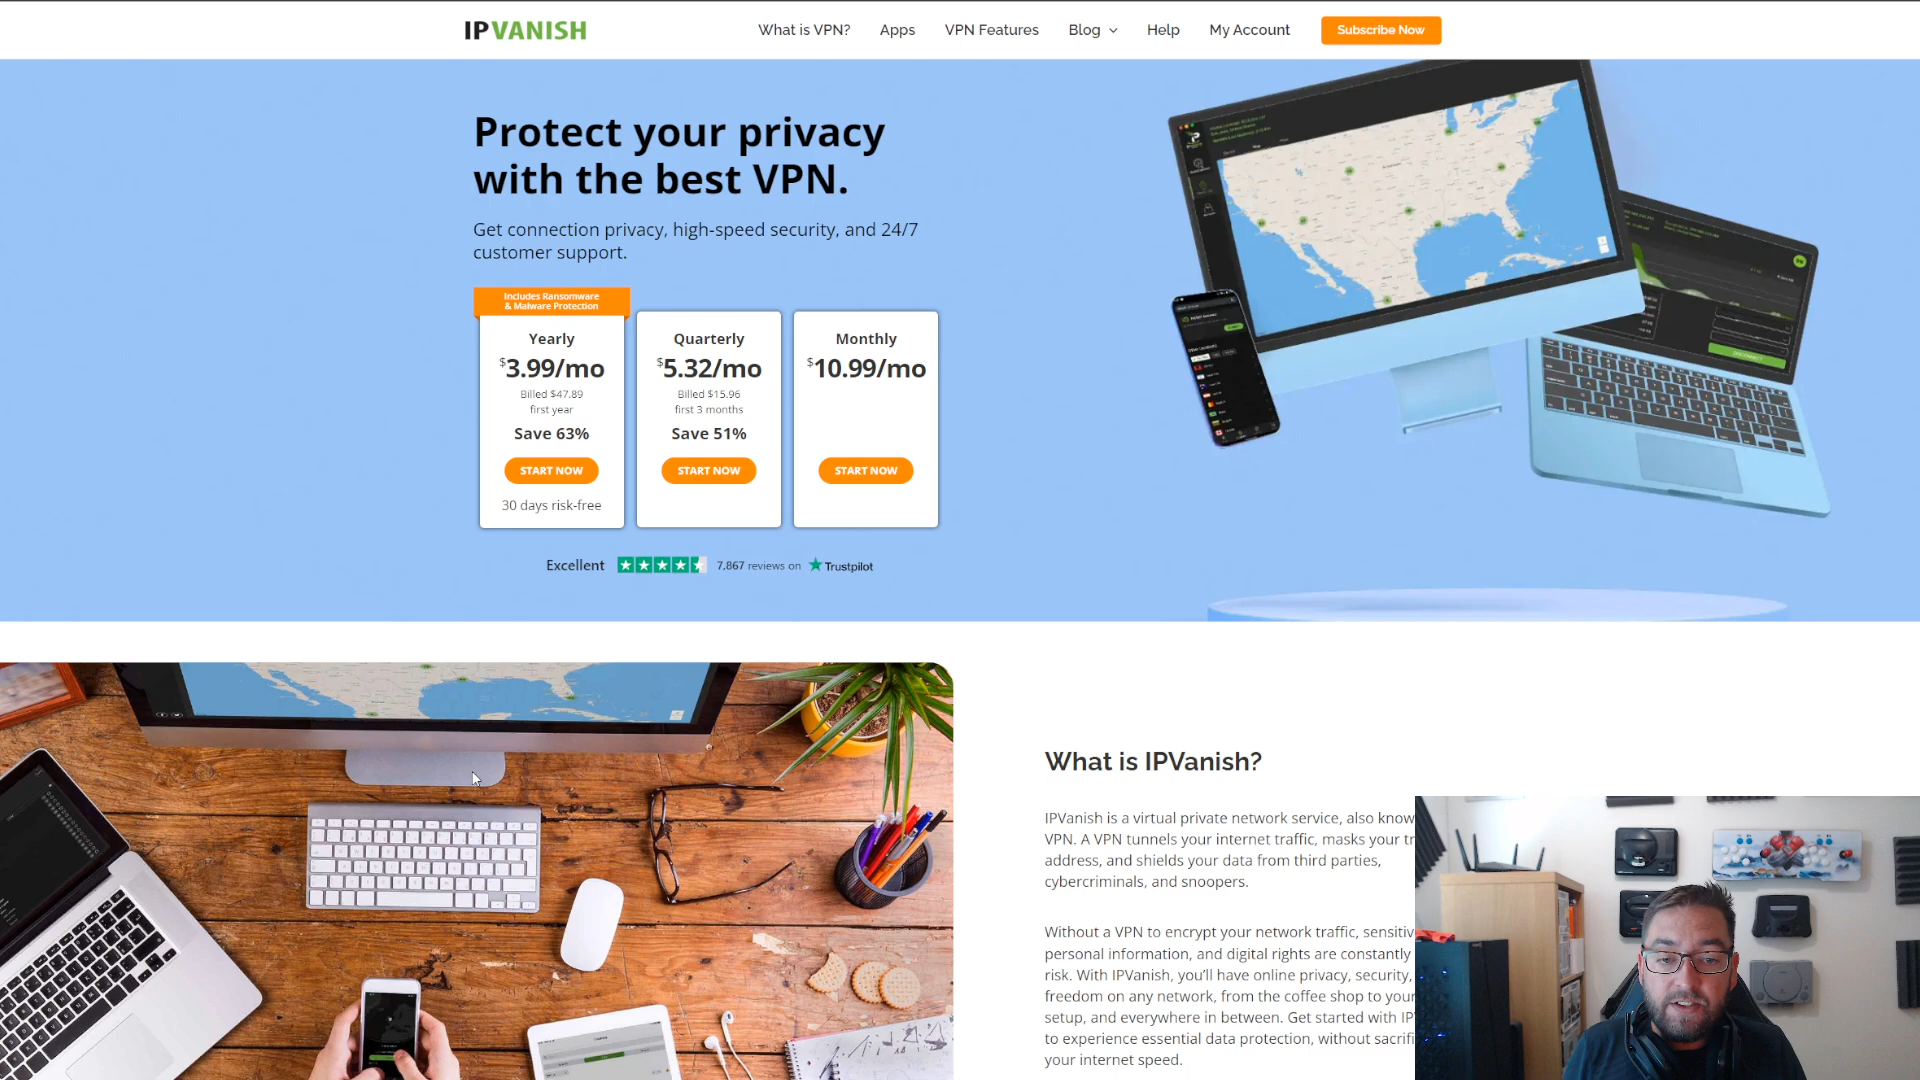 IPVANISH
What is VPN?
Apps
VPN Features
Blog
Help
My Account
Subscribe Now
Protect your privacy
with the best VPN.
Get connection privacy, high-speed security, and 24/7
customer support.
Includes Ransomware
& Malware Protection
Yearly
$3.99/mo
Billed $47.89
first year
Save 63%
START NOW
30 days risk-free
Quarterly
$5.32/mo
Billed $15.96
first 3 months
Save 51%
START NOW
Monthly
$10.99/mo
START NOW
Excellent
7,867 reviews on
Trustpilot
What is IPVanish?
IPVanish is a virtual private network service, also know
VPN. A VPN tunnels your internet traffic, masks your tr
address, and shields your data from third parties,
cybercriminals, and snoopers.
Without a VPN to encrypt your network traffic, sensitiv
personal information, and digital rights are constantly
risk. With IPVanish, you'll have online privacy, security,
freedom on any network, from the coffee shop to your
setup, and everywhere in between. Get started with IP
to experience essential data protection, without sacrifi
your internet speed.